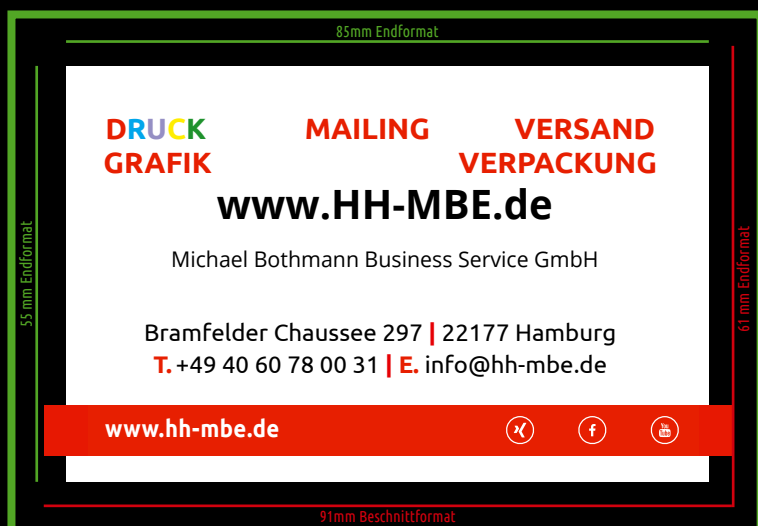 85mm Endformat
DRUCK MAILING VERSAND
GRAFIK VERPACKUNG
www.HH-MBE.de
Michael Bothmann Business Service GmbH
55 mm Endformat
61 mm Endformat
Bramfelder Chaussee 297 | 22177 Hamburg
T. +49 40 60 78 00 31 | E. info@hh-mbe.de
www.hh-mbe.de
You Tube
91mm Beschnittformat